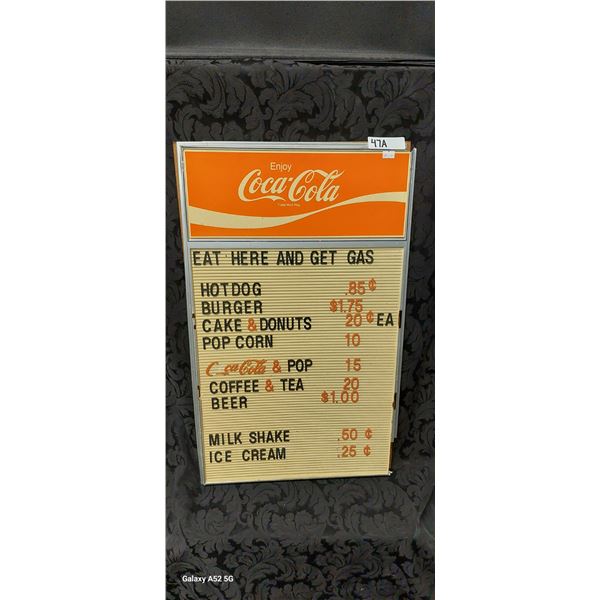 47A
Enjoy
Coca-Cola
EAT HERE AND GET GAS
HOTDOG .85¢
BURGER $1.75
CAKE & DONUTS 20¢ EA
POP CORN 10
C ca-Cola & POP 15
COFFEE & TEA 20
BEER $1.00
MILK SHAKE .50 ¢
ICE CREAM .25 ¢
Galaxy A52 5G